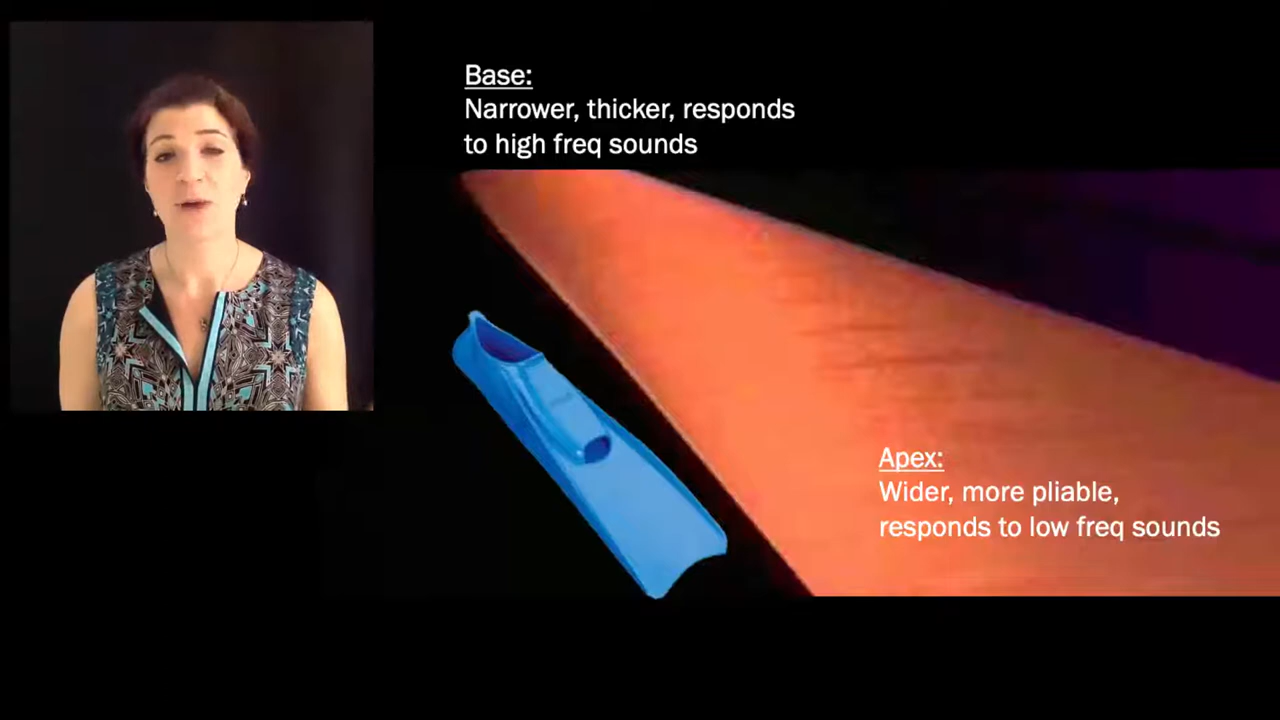 Base:
Narrower, thicker, responds
to high freq sounds
Apex:
Wider, more pliable,
responds to low freq sounds